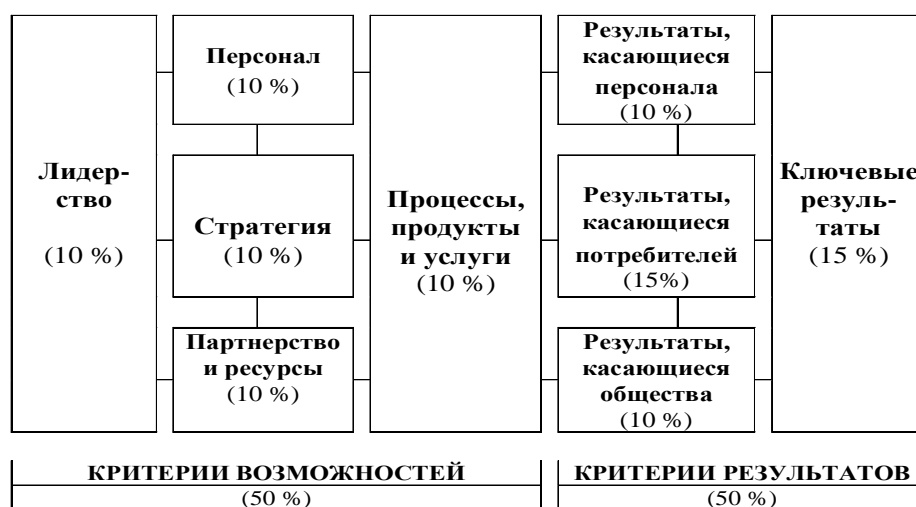 Лидер-
ство
(10 %)
Персонал
(10 %)
Стратегия
(10 %)
Партнерство
и ресурсы
(10 %)
Процессы,
продукты
и услуги
(10 %)
Результаты,
касающиеся
персонала
(10 %)
Результаты,
касающиеся
потребителей
(15%)
Результаты,
касающиеся
общества
(10 %)
Ключевые
резуль-
таты
(15 %)
КРИТЕРИИ ВОЗМОЖНОСТЕЙ
(50 %)
КРИТЕРИИ РЕЗУЛЬТАТОВ
(50 %)